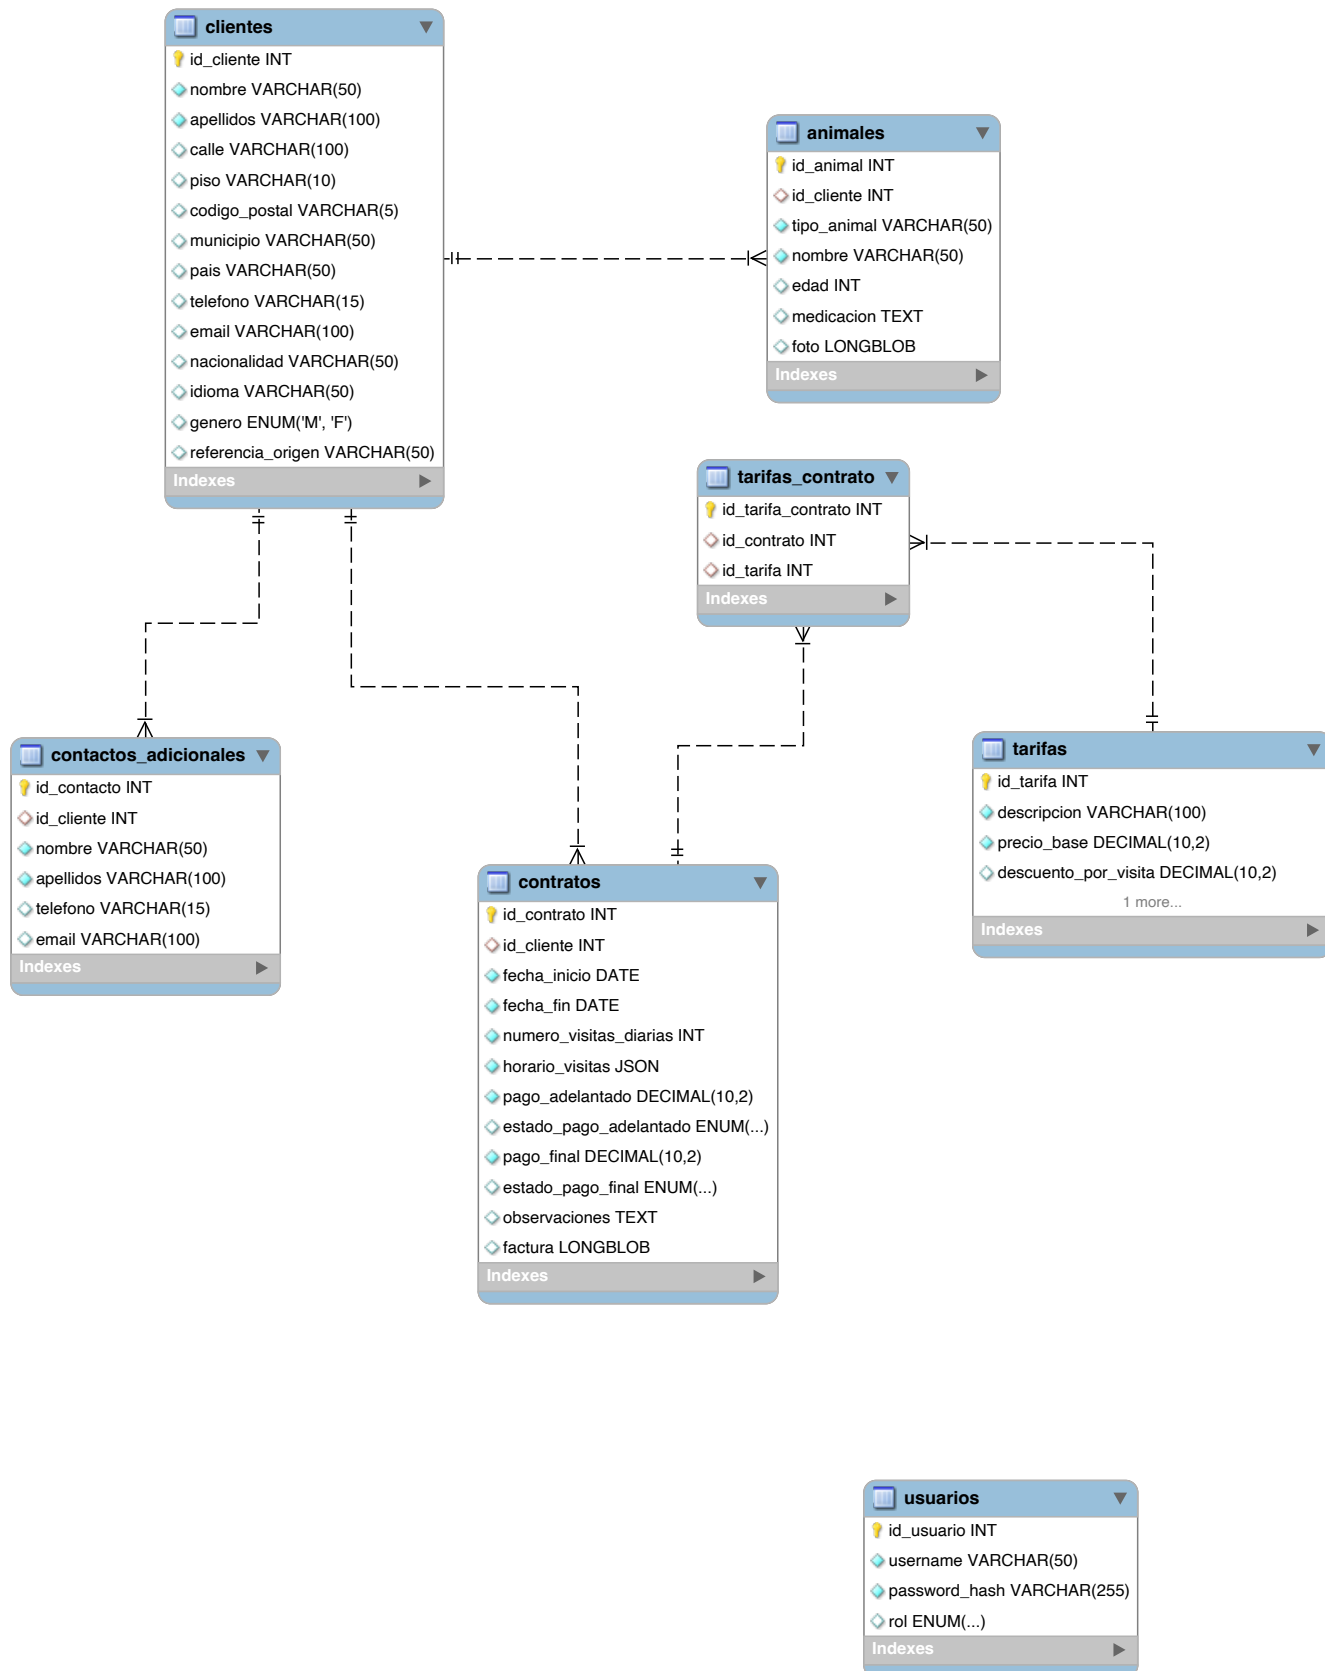 clientes
id_cliente INT
nombre VARCHAR(50)
apellidos VARCHAR(100)
calle VARCHAR(100)
piso VARCHAR(10)
codigo_postal VARCHAR(5)
municipio VARCHAR(50)
pais VARCHAR(50)
telefono VARCHAR(15)
email VARCHAR(100)
nacionalidad VARCHAR(50)
idioma VARCHAR(50)
genero ENUM('M', 'F')
referencia_origen VARCHAR(50)
Indexes
animales
id_animal INT
id_cliente INT
tipo_animal VARCHAR(50)
nombre VARCHAR(50)
edad INT
medicacion TEXT
foto LONGBLOB
Indexes
tarifas_contrato
id_tarifa_contrato INT
id_contrato INT
id_tarifa INT
Indexes
contactos_adicionales
id_contacto INT
id_cliente INT
nombre VARCHAR(50)
apellidos VARCHAR(100)
telefono VARCHAR(15)
email VARCHAR(100)
Indexes
tarifas
id_tarifa INT
descripcion VARCHAR(100)
precio_base DECIMAL(10,2)
descuento_por_visita DECIMAL(10,2)
1 more...
Indexes
contratos
id_contrato INT
id_cliente INT
fecha_inicio DATE
fecha_fin DATE
numero_visitas_diarias INT
horario_visitas JSON
pago_adelantado DECIMAL(10,2)
estado_pago_adelantado ENUM(...)
pago_final DECIMAL(10,2)
estado_pago_final ENUM(...)
observaciones TEXT
factura LONGBLOB
Indexes
usuarios
id_usuario INT
username VARCHAR(50)
password_hash VARCHAR(255)
rol ENUM(...)
Indexes